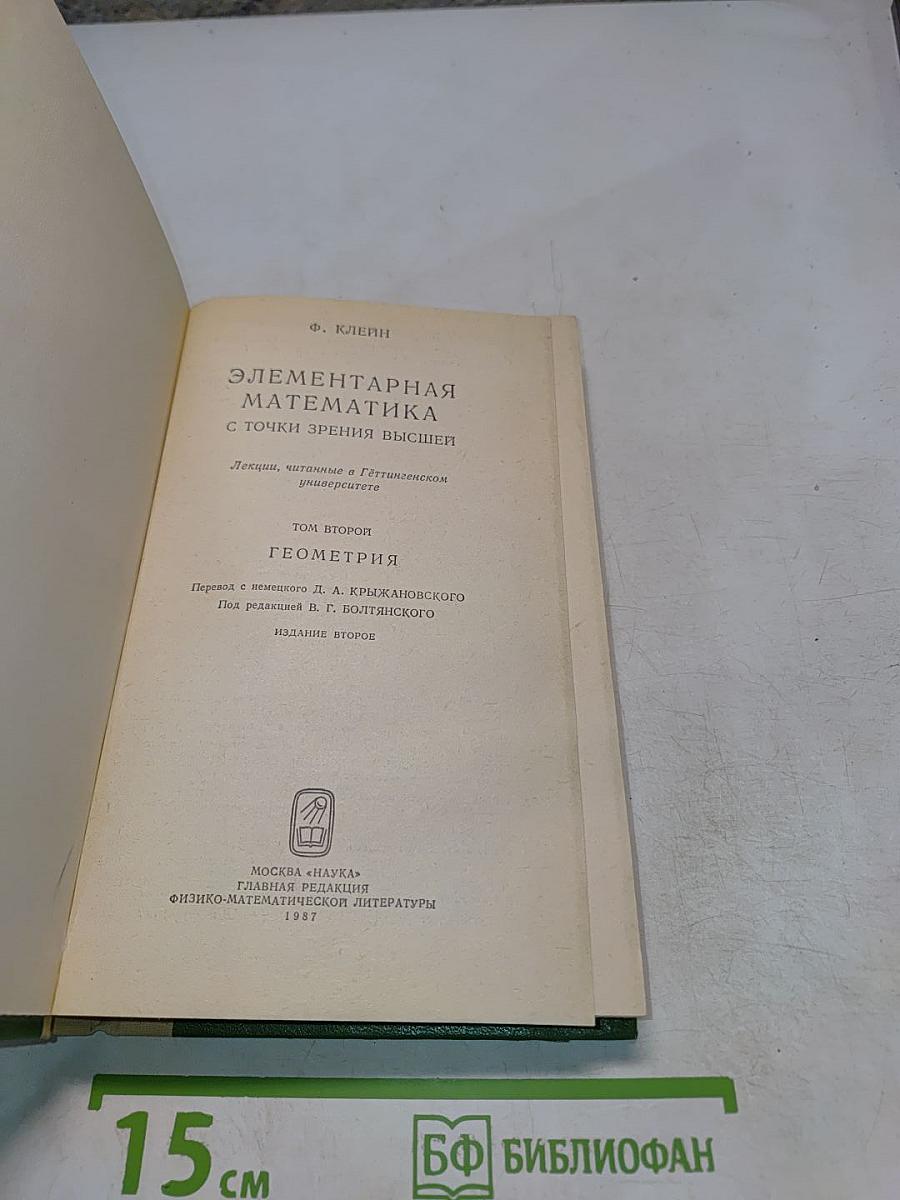 Ф. КЛЕЙН
ЭЛЕМЕНТАРНАЯ
МАТЕМАТИКА
С ТОЧКИ ЗРЕНИЯ ВЫСШЕЙ
Лекции, читанные в Гёттингенском
университете
ТОМ ВТОРОЙ
ГЕОМЕТРИЯ
Перевод с немецкого Д. А. КРЫЖАНОВСКОГО
Под редакцией В. Г. БОЛТЯНСКОГО
ИЗДАНИЕ ВТОРОЕ
МОСКВА «НАУКА»
ГЛАВНАЯ РЕДАКЦИЯ
ФИЗИКО-МАТЕМАТИЧЕСКОЙ ЛИТЕРАТУРЫ
1987
15 см
БФ БИБЛИОФАН